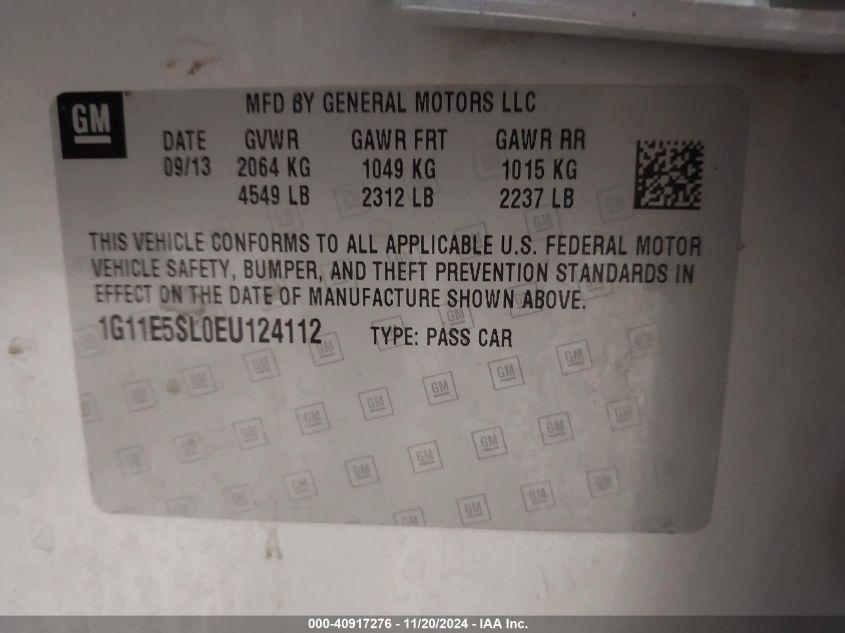 GM
MFD BY GENERAL MOTORS LLC
DATE GVWR GAWR FRT GAWR RR
09/13 2064 KG 1049 KG 1015 KG
4549 LB 2312 LB 2237 LB
THIS VEHICLE CONFORMS TO ALL APPLICABLE U.S. FEDERAL MOTOR
VEHICLE SAFETY, BUMPER, AND THEFT PREVENTION STANDARDS IN
EFFECT ON THE DATE OF MANUFACTURE SHOWN ABOVE.
1G11E5SL0EU124112 TYPE: PASS CAR
000-40917276 - 11/20/2024 - IAA Inc.